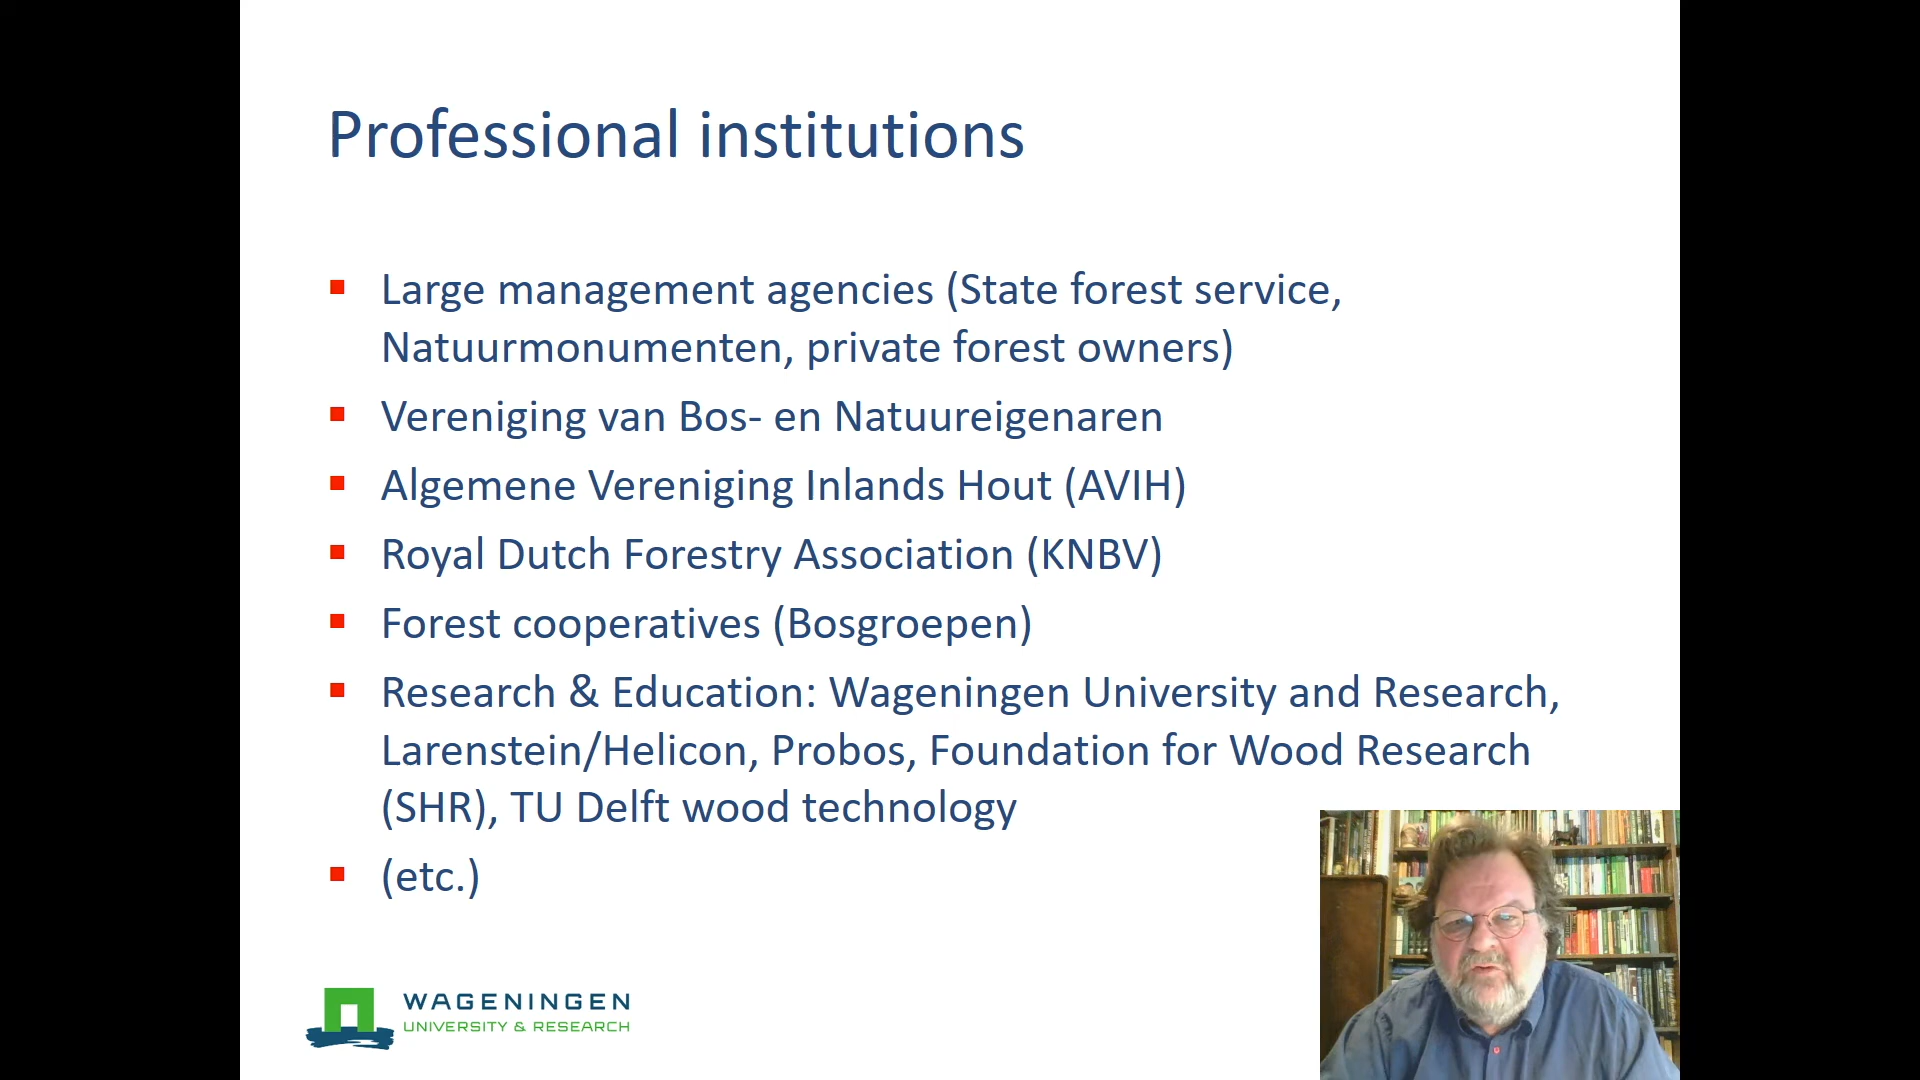 Professional institutions
Large management agencies (State forest service,
Natuurmonumenten, private forest owners)
Vereniging van Bos- en Natuureigenaren
Algemene Vereniging Inlands Hout (AVIH)
Royal Dutch Forestry Association (KNBV)
Forest cooperatives (Bosgroepen)
Research & Education: Wageningen University and Research,
Larenstein/Helicon, Probos, Foundation for Wood Research
(SHR), TU Delft wood technology
(etc.)
WAGENINGEN
UNIVERSITY & RESEARCH